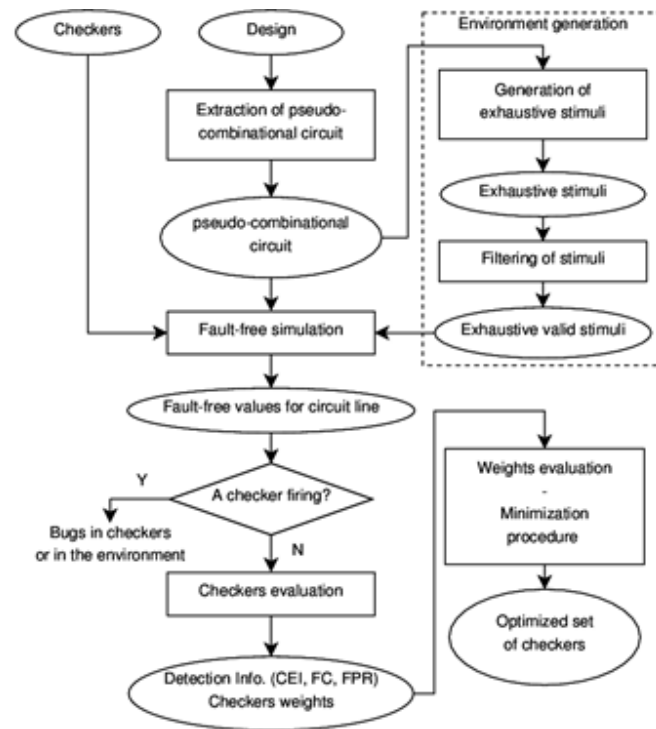 Checkers
Design
Environment generation
Extraction of pseudo-
combinational circuit
Generation of
exhaustive stimuli
pseudo-combinational
circuit
Exhaustive stimuli
Filtering of stimuli
Fault-free simulation
Exhaustive valid stimuli
Fault-free values for circuit line
Y
A checker firing?
Bugs in checkers
or in the environment
N
Weights evaluation
-
Minimization
procedure
Checkers evaluation
Optimized set
of checkers
Detection Info. (CEI, FC, FPR)
Checkers weights